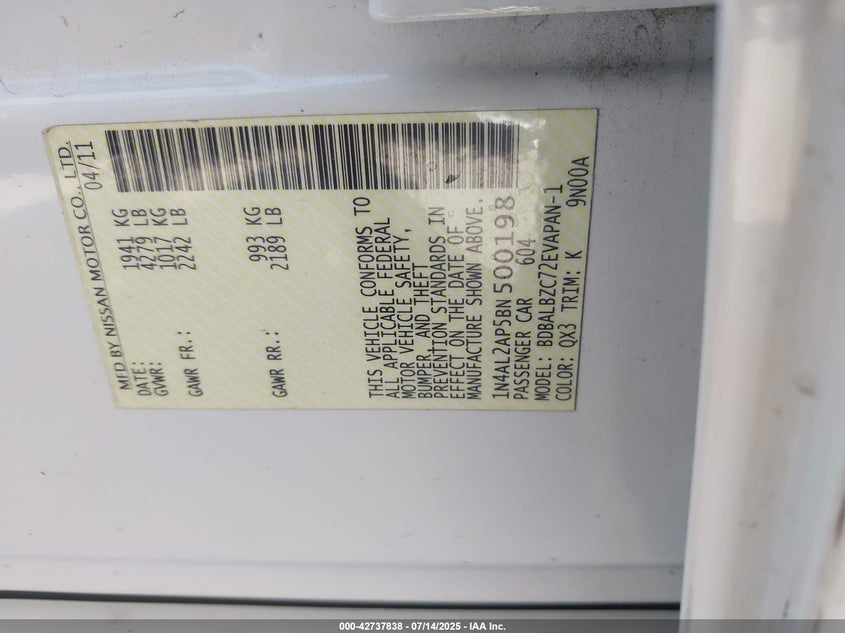 MFD BY NISSAN MOTOR CO., LTD.
DATE: 04/11
GVWR: 1941 KG
4279 LB
GAWR FR.: 1017 KG
2242 LB
GAWR RR.: 993 KG
2189 LB
THIS VEHICLE CONFORMS TO
ALL APPLICABLE FEDERAL
MOTOR VEHICLE SAFETY,
BUMPER, AND THEFT
PREVENTION STANDARDS IN
EFFECT ON THE DATE OF
MANUFACTURE SHOWN ABOVE.
1N4AL2AP5BN500198
PASSENGER CAR 604
MODEL: BDBALBZC72EVAPAN-1
COLOR: QX3 TRIM: K 9N00A
000-42737838 - 07/14/2025 - IAA Inc.